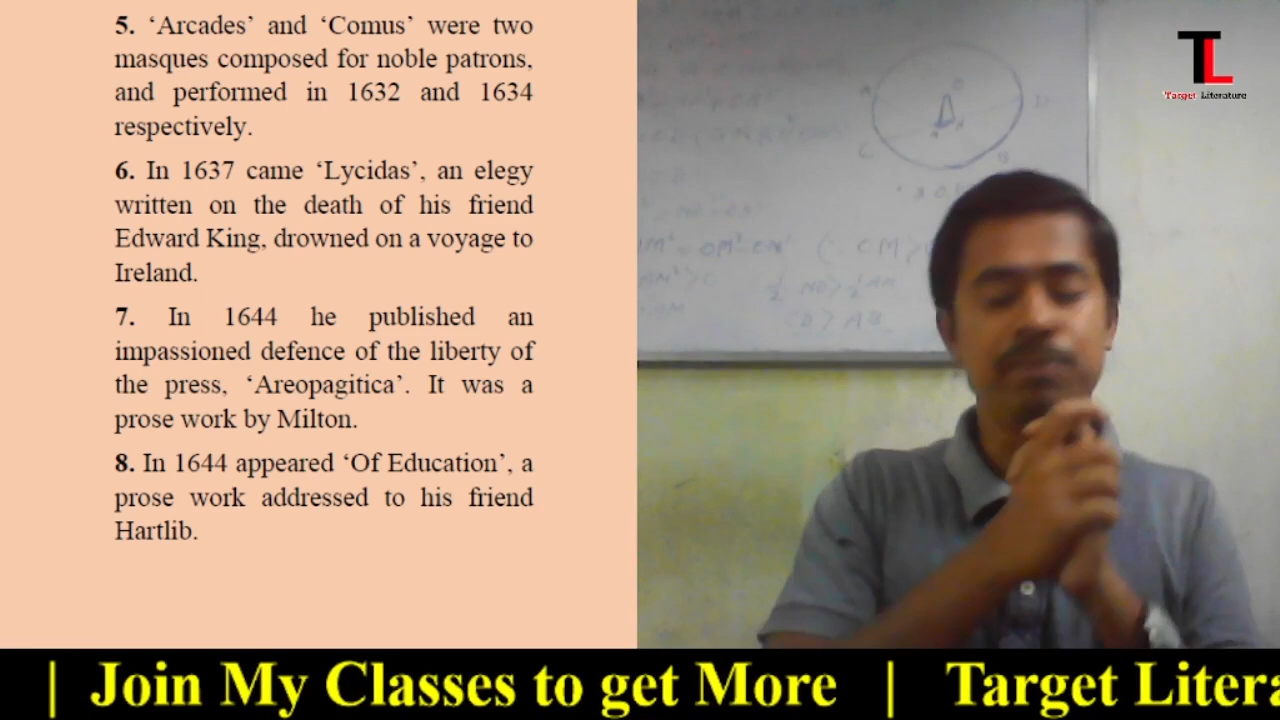 5. ‘Arcades’ and ‘Comus’ were two
masques composed for noble patrons,
and performed in 1632 and 1634
respectively.
6. In 1637 came ‘Lycidas’, an elegy
written on the death of his friend
Edward King, drowned on a voyage to
Ireland.
7. In 1644 he published an
impassioned defence of the liberty of
the press, ‘Areopagitica’. It was a
prose work by Milton.
8. In 1644 appeared ‘Of Education’, a
prose work addressed to his friend
Hartlib.
TL
Target Literature
| Join My Classes to get More | Target Litera